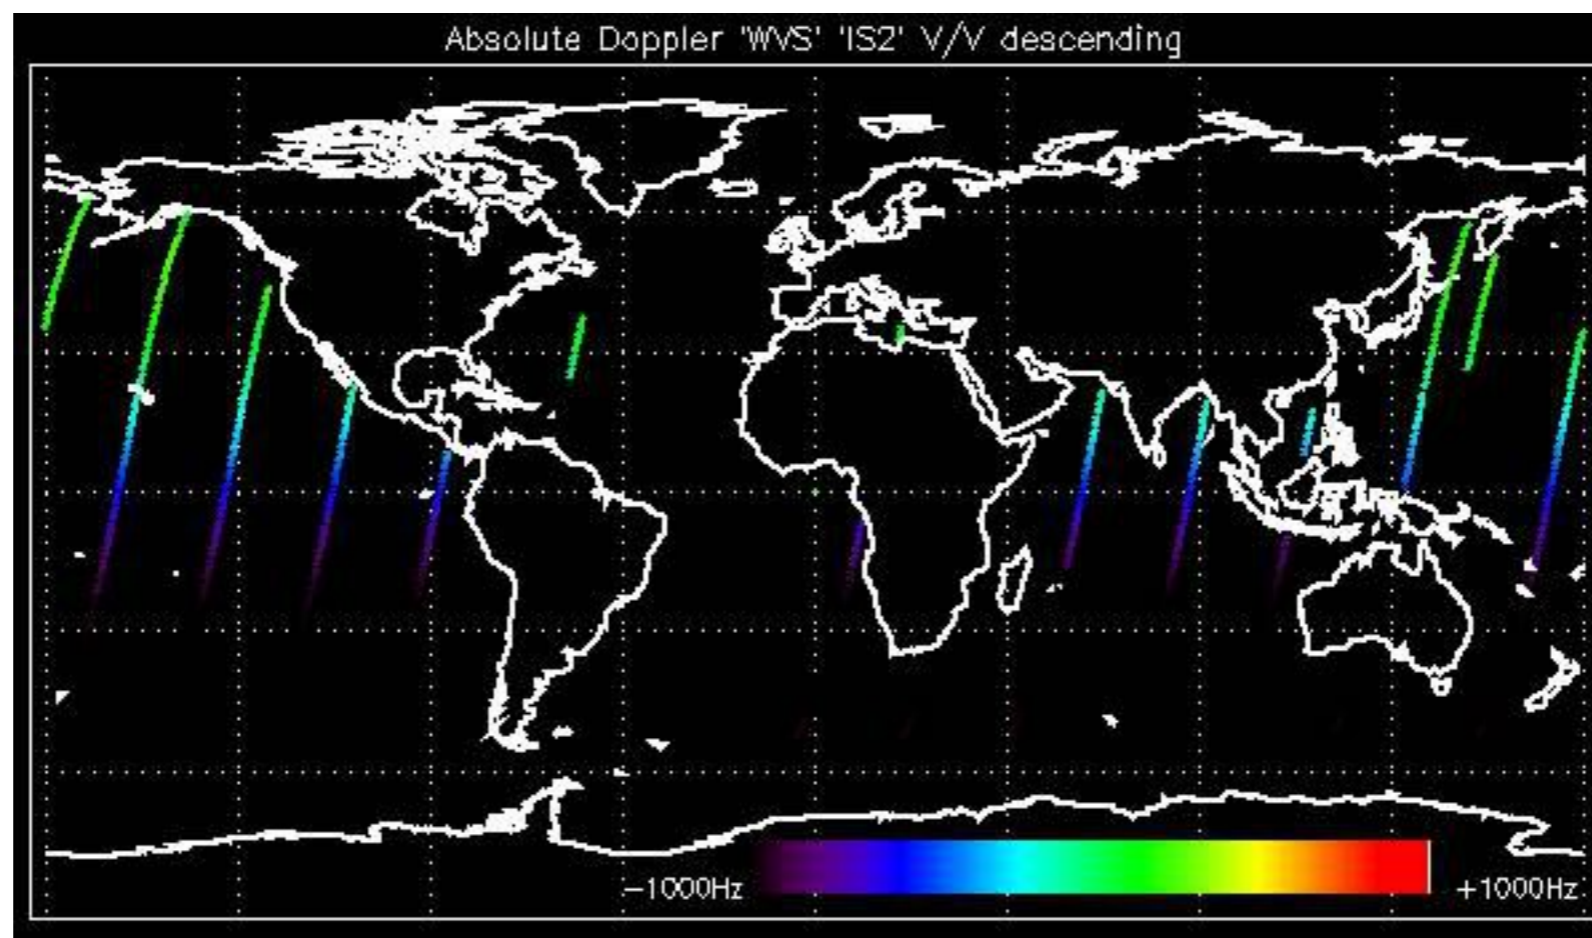 Absolute Doppler 'WVS' 'IS2' V/V descending
−1000Hz
+1000Hz